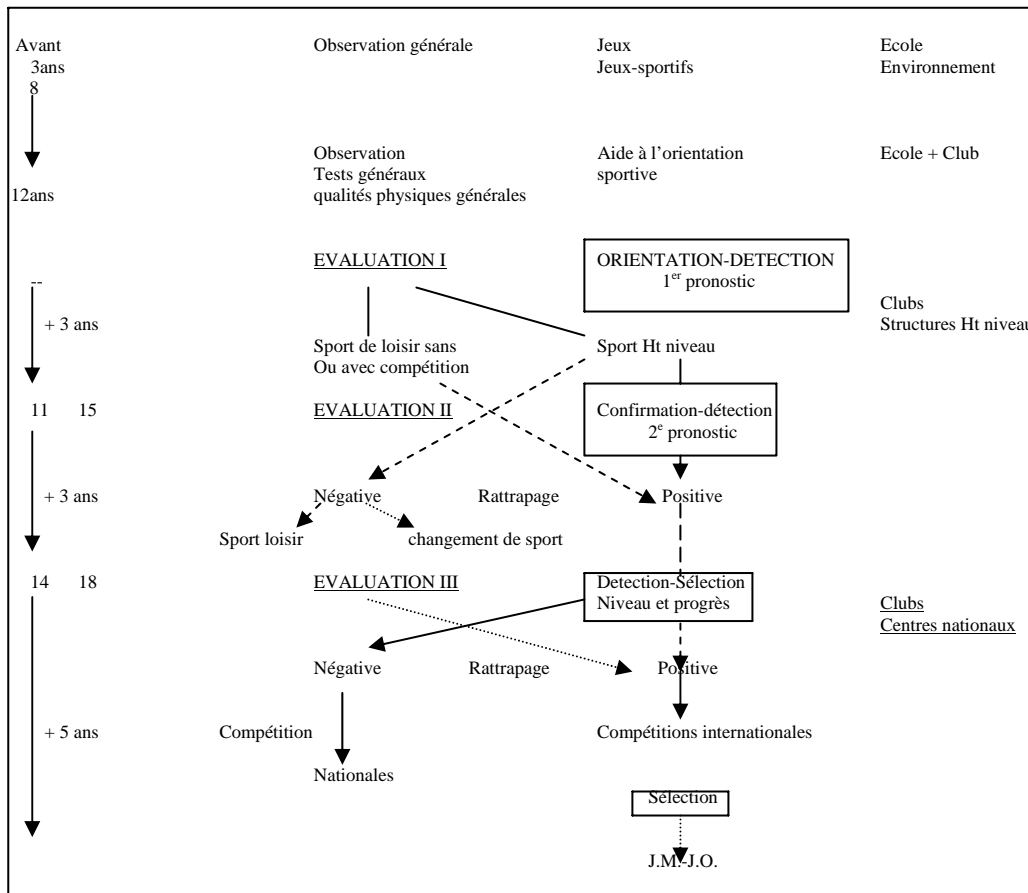 Avant Observation générale Jeux Ecole
3ans Jeux-sportifs Environnement
8
Observation Aide à l'orientation Ecole + Club
Tests généraux sportive
12ans qualités physiques générales
EVALUATION I ORIENTATION-DETECTION
1er pronostic
--
Clubs
+ 3 ans Structures Ht niveau
Sport de loisir sans Sport Ht niveau
Ou avec compétition
11 15 EVALUATION II Confirmation-détection
2e pronostic
+ 3 ans Négative Rattrapage Positive
Sport loisir changement de sport
14 18 EVALUATION III Detection-Sélection
Niveau et progrès Clubs
Centres nationaux
Négative Rattrapage Positive
+ 5 ans Compétition Compétitions internationales
Nationales
Sélection
J.M.-J.O.